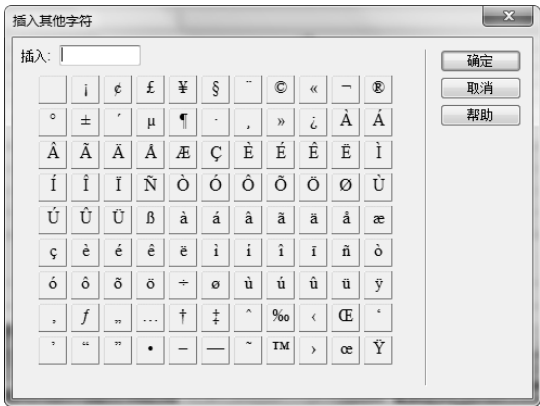 插入其他字符
插入:
确定
取消
帮助
¡ ¢ £ ¥ § ¨ © « ¬ ®
° ± ´ µ ¶ · ¸ » ¿ À Á
Â Ã Ä Å Æ Ç È É Ê Ë Ì
Í Î Ï Ñ Ò Ó Ô Õ Ö Ø Ù
Ú Û Ü ß à á â ã ä å æ
ç è é ê ë ì í î ï ñ ò
ó ô õ ö ÷ ø ù ú û ü ÿ
‚ ƒ „ … † ‡ ˆ ‰ ‹ Œ ‘
’ “ ” • – — ˜ ™ › œ Ÿ